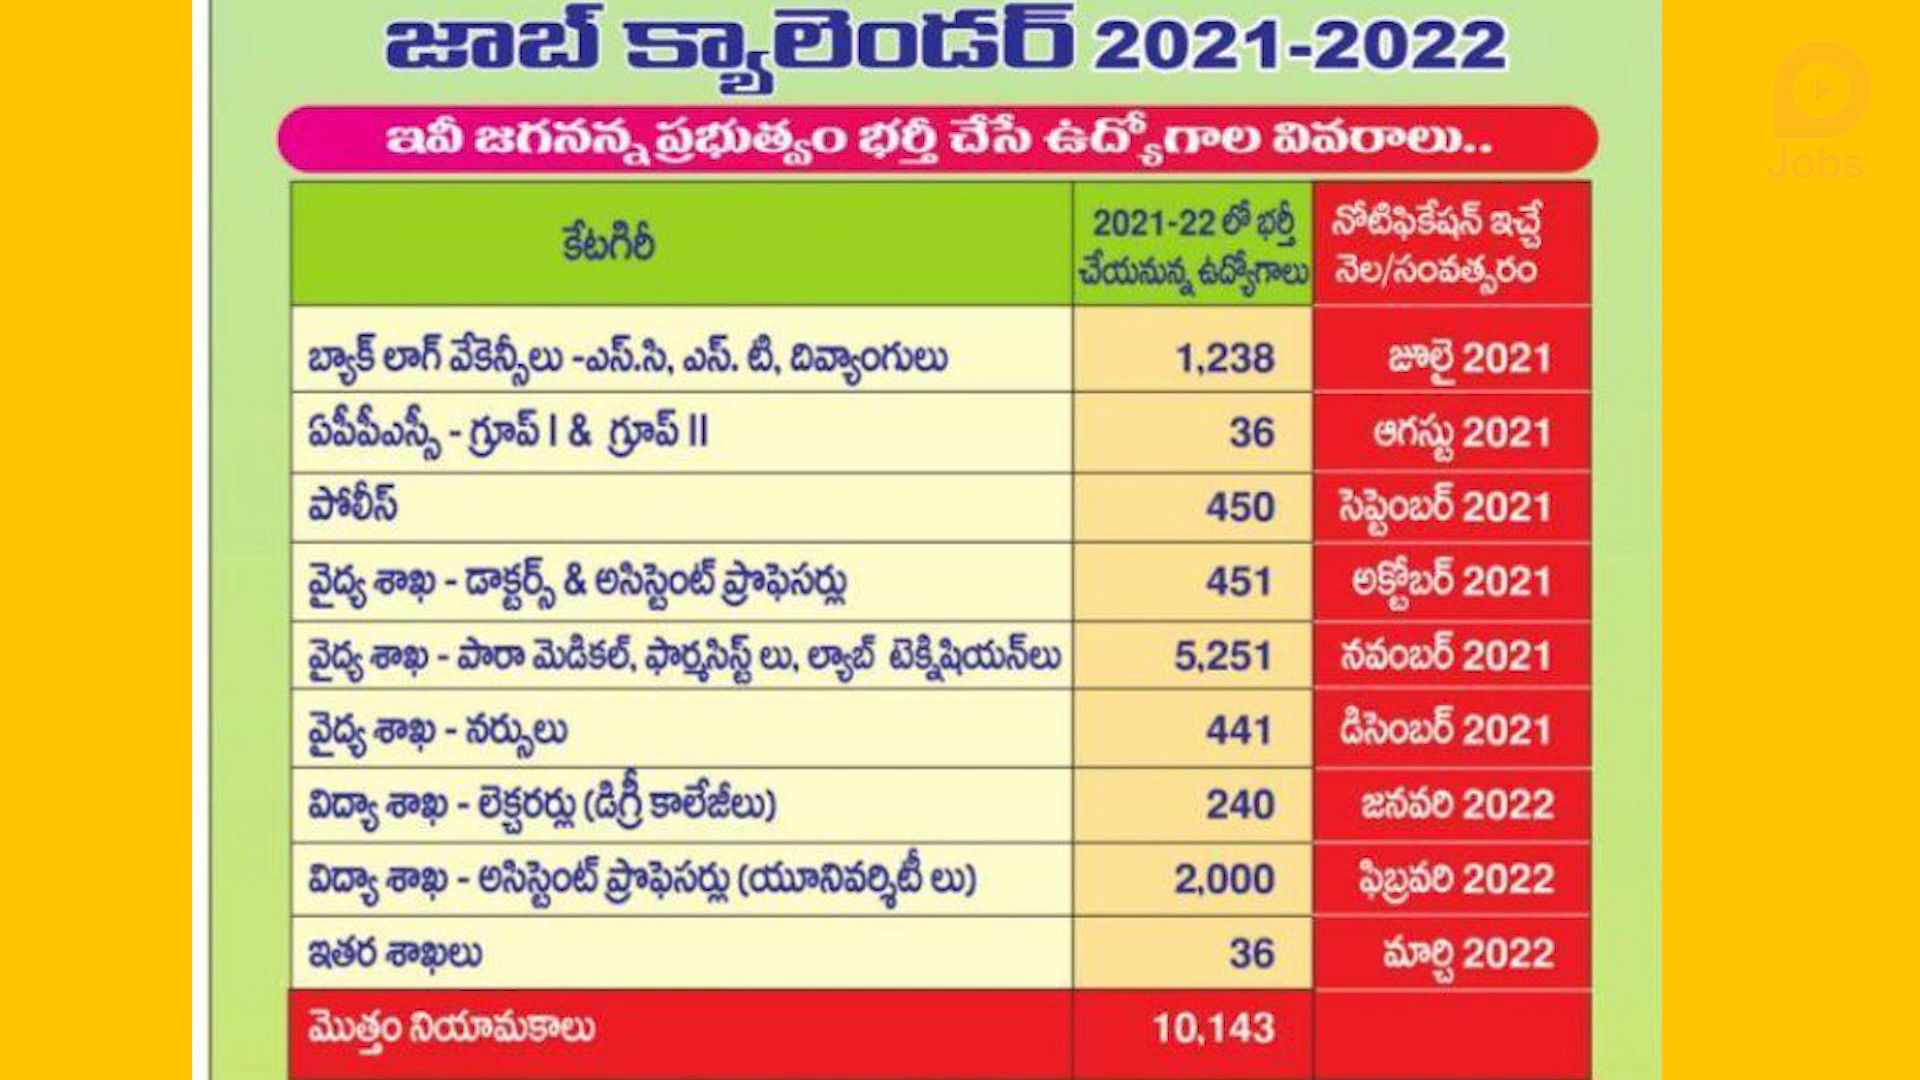 జాబ్ క్యాలెండర్ 2021-2022
ఇవీ జగనన్న ప్రభుత్వం భర్తీ చేసే ఉద్యోగాల వివరాలు..
కేటగిరీ
2021-22 లో భర్తీ
చేయనున్న ఉద్యోగాలు
నోటిఫికేషన్ ఇచ్చే
నెల/సంవత్సరం
బ్యాక్ లాగ్ వేకెన్సీలు -ఎస్.సి, ఎస్. టి, దివ్యాంగులు 1,238 జూలై 2021
ఏపీపీఎస్సీ - గ్రూప్ I & గ్రూప్ II 36 ఆగస్టు 2021
పోలీస్ 450 సెప్టెంబర్ 2021
వైద్య శాఖ - డాక్టర్స్ & అసిస్టెంట్ ప్రొఫెసర్లు 451 అక్టోబర్ 2021
వైద్య శాఖ - పారా మెడికల్, ఫార్మసిస్ట్ లు, ల్యాబ్ టెక్నిషియన్‌లు 5,251 నవంబర్ 2021
వైద్య శాఖ - నర్సులు 441 డిసెంబర్ 2021
విద్యా శాఖ - లెక్చరర్లు (డిగ్రీ కాలేజీలు) 240 జనవరి 2022
విద్యా శాఖ - అసిస్టెంట్ ప్రొఫెసర్లు (యూనివర్శిటీ లు) 2,000 ఫిబ్రవరి 2022
ఇతర శాఖలు 36 మార్చి 2022
మొత్తం నియామకాలు 10,143
Jobs